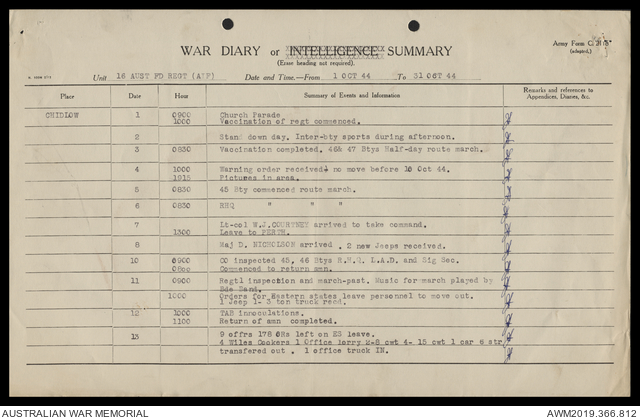 WAR DIARY or INTELLIGENCE SUMMARY
(Erase heading not required).
Army Form C.
(adapted.)
Unit 16 AUST FD REGT (AIF) Date and Time.—From 1 OCT 44 To 31 OCT 44
Place Date Hour Summary of Events and Information Remarks and references to
Appendices, Diaries, &c.
CHIDLOW 1 0900 Church Parade
1000 Vaccination of regt commenced.
2 Stand down day. Inter-bty sports during afternoon.
3 0830 Vaccination completed. 46& 47 Btys Half-day route march.
4 1000 Warning order received: no move before 18 Oct 44.
1915 Pictures in area.
5 0830 45 Bty commenced route march.
6 0830 RHQ " " "
7 Lt-col W.J.COURTNEY arrived to take command.
1300 Leave to PERTH.
8 Maj D. NICHOLSON arrived . 2 new Jeeps received.
10 0900 CO inspected 45, 46 Btys R.H.Q. L.A.D. and Sig Sec.
0800 Commenced to return amn.
11 0900 Regtl inspection and march-past. Music for march played by
Bde Band.
1000 Orders for Eastern states leave personnel to move out.
1 Jeep 1- 3 ton truck recd.
12 1000 TAB innoculations.
1100 Return of amn completed.
13 9 offrs 178 ORs left on ES leave.
4 Wiles Cookers 1 Office lorry 2-8 cwt 4- 15 cwt 1 car & str
transfered out . 1 office truck IN.
AUSTRALIAN WAR MEMORIAL AWM2019.366.812